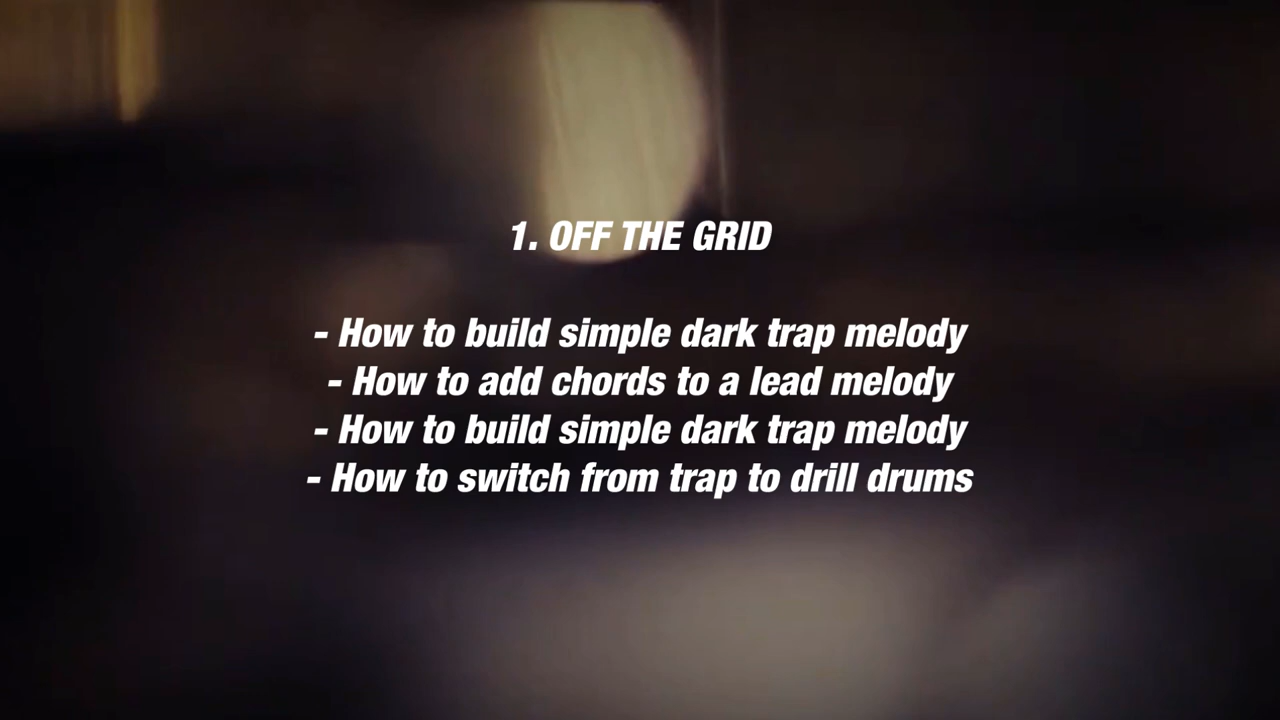 1. OFF THE GRID
- How to build simple dark trap melody
- How to add chords to a lead melody
- How to build simple dark trap melody
- How to switch from trap to drill drums